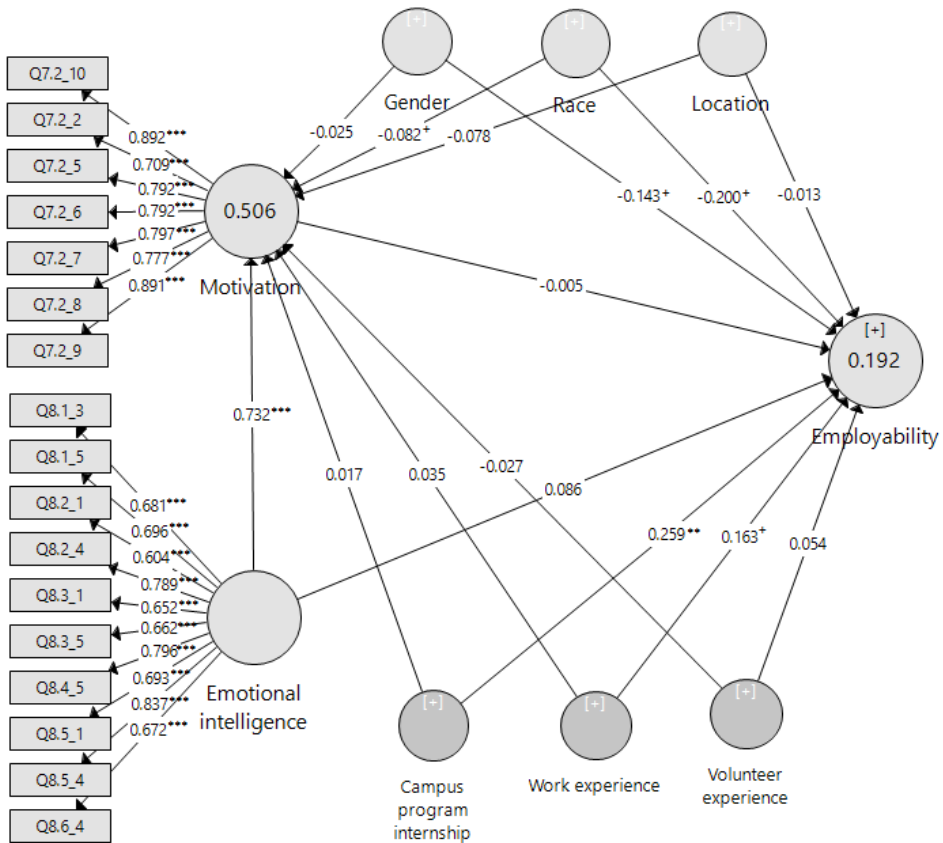 [+]
[+]
[+]
Gender
Race
Location
Q7.2_10
Q7.2_2
Q7.2_5
Q7.2_6
Q7.2_7
Q7.2_8
Q7.2_9
0.892***
0.709***
0.792***
0.792***
0.797***
0.777***
0.891***
0.506
Motivation
-0.025
-0.082+
-0.078
-0.143+
-0.200+
-0.013
-0.005
[+]
0.192
Employability
Q8.1_3
Q8.1_5
Q8.2_1
Q8.2_4
Q8.3_1
Q8.3_5
Q8.4_5
Q8.5_1
Q8.5_4
Q8.6_4
0.681***
0.696***
0.604***
0.789***
0.652***
0.662***
0.796***
0.693***
0.837***
0.672***
0.732***
0.017
0.035
-0.027
0.086
0.259**
0.163+
0.054
Emotional
intelligence
[+]
[+]
[+]
Campus
program
internship
Work experience
Volunteer
experience